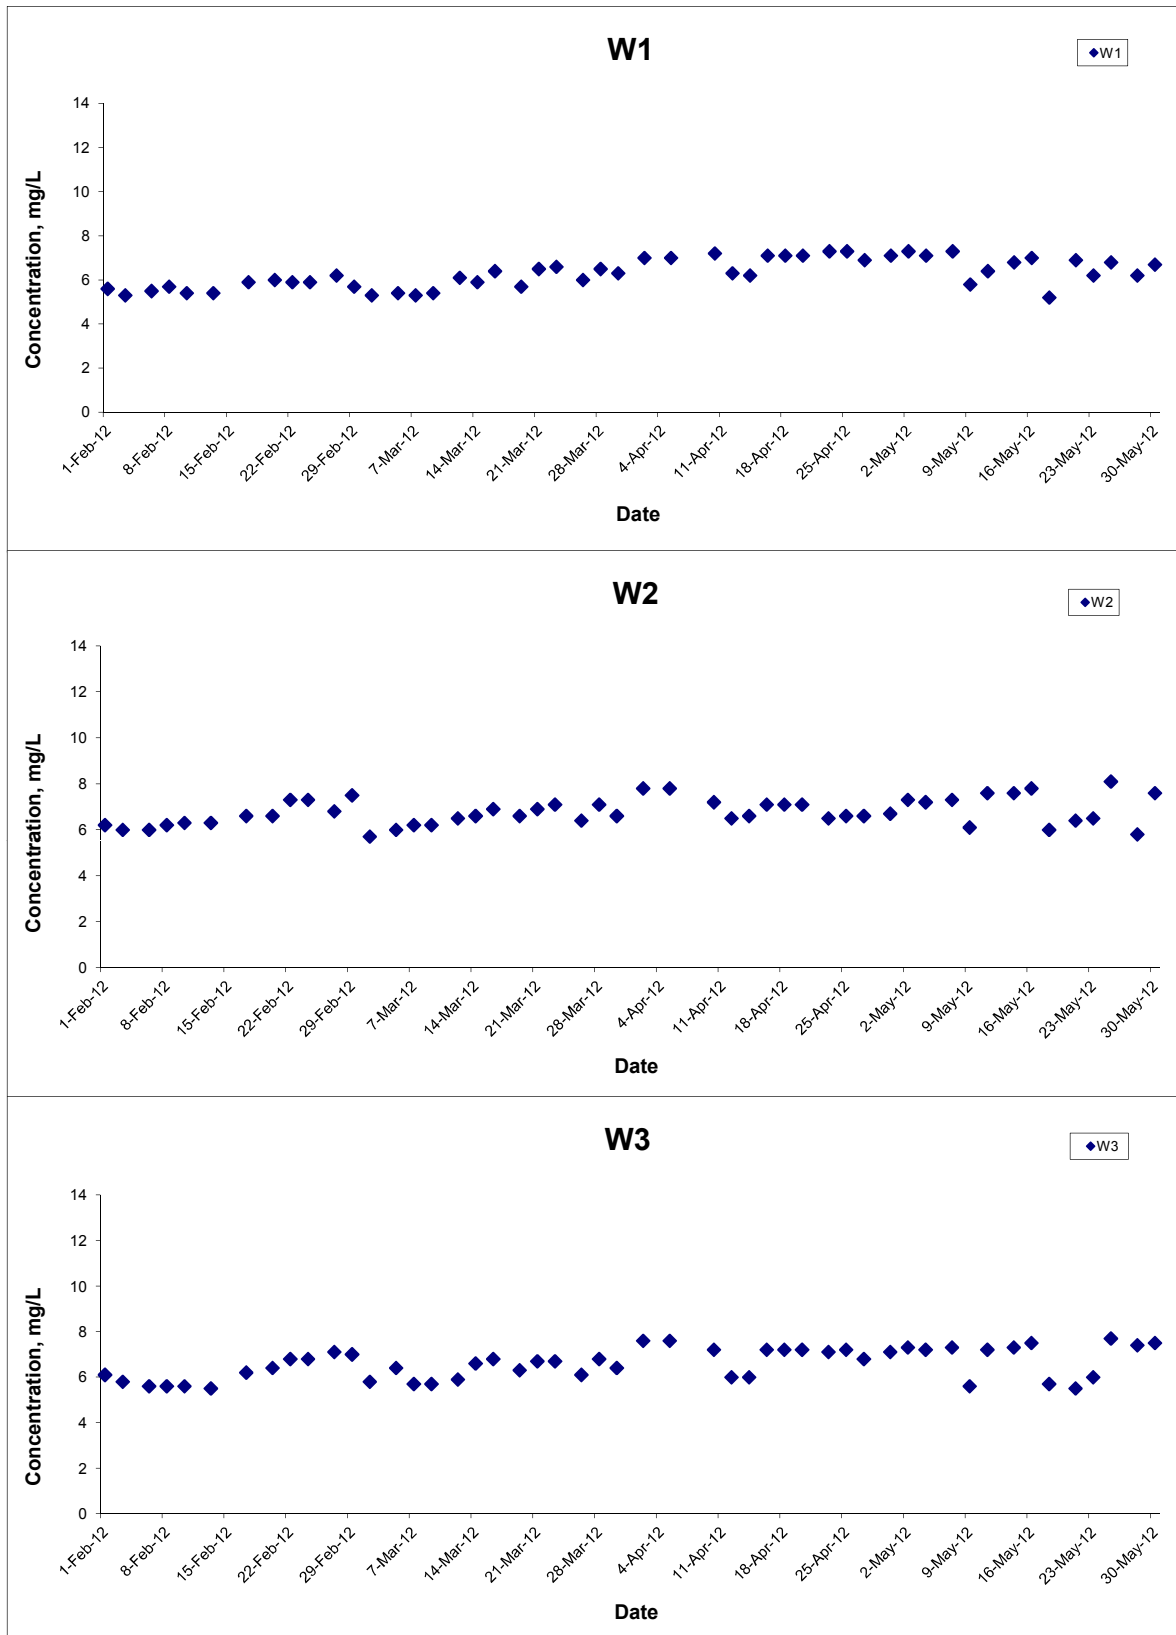 W1
W1
14
12
10
8
6
4
2
0
Concentration, mg/L
1-Feb-12
8-Feb-12
15-Feb-12
22-Feb-12
29-Feb-12
7-Mar-12
14-Mar-12
21-Mar-12
28-Mar-12
4-Apr-12
11-Apr-12
18-Apr-12
25-Apr-12
2-May-12
9-May-12
16-May-12
23-May-12
30-May-12
Date
W2
W2
14
12
10
8
6
4
2
0
Concentration, mg/L
1-Feb-12
8-Feb-12
15-Feb-12
22-Feb-12
29-Feb-12
7-Mar-12
14-Mar-12
21-Mar-12
28-Mar-12
4-Apr-12
11-Apr-12
18-Apr-12
25-Apr-12
2-May-12
9-May-12
16-May-12
23-May-12
30-May-12
Date
W3
W3
14
12
10
8
6
4
2
0
Concentration, mg/L
1-Feb-12
8-Feb-12
15-Feb-12
22-Feb-12
29-Feb-12
7-Mar-12
14-Mar-12
21-Mar-12
28-Mar-12
4-Apr-12
11-Apr-12
18-Apr-12
25-Apr-12
2-May-12
9-May-12
16-May-12
23-May-12
30-May-12
Date